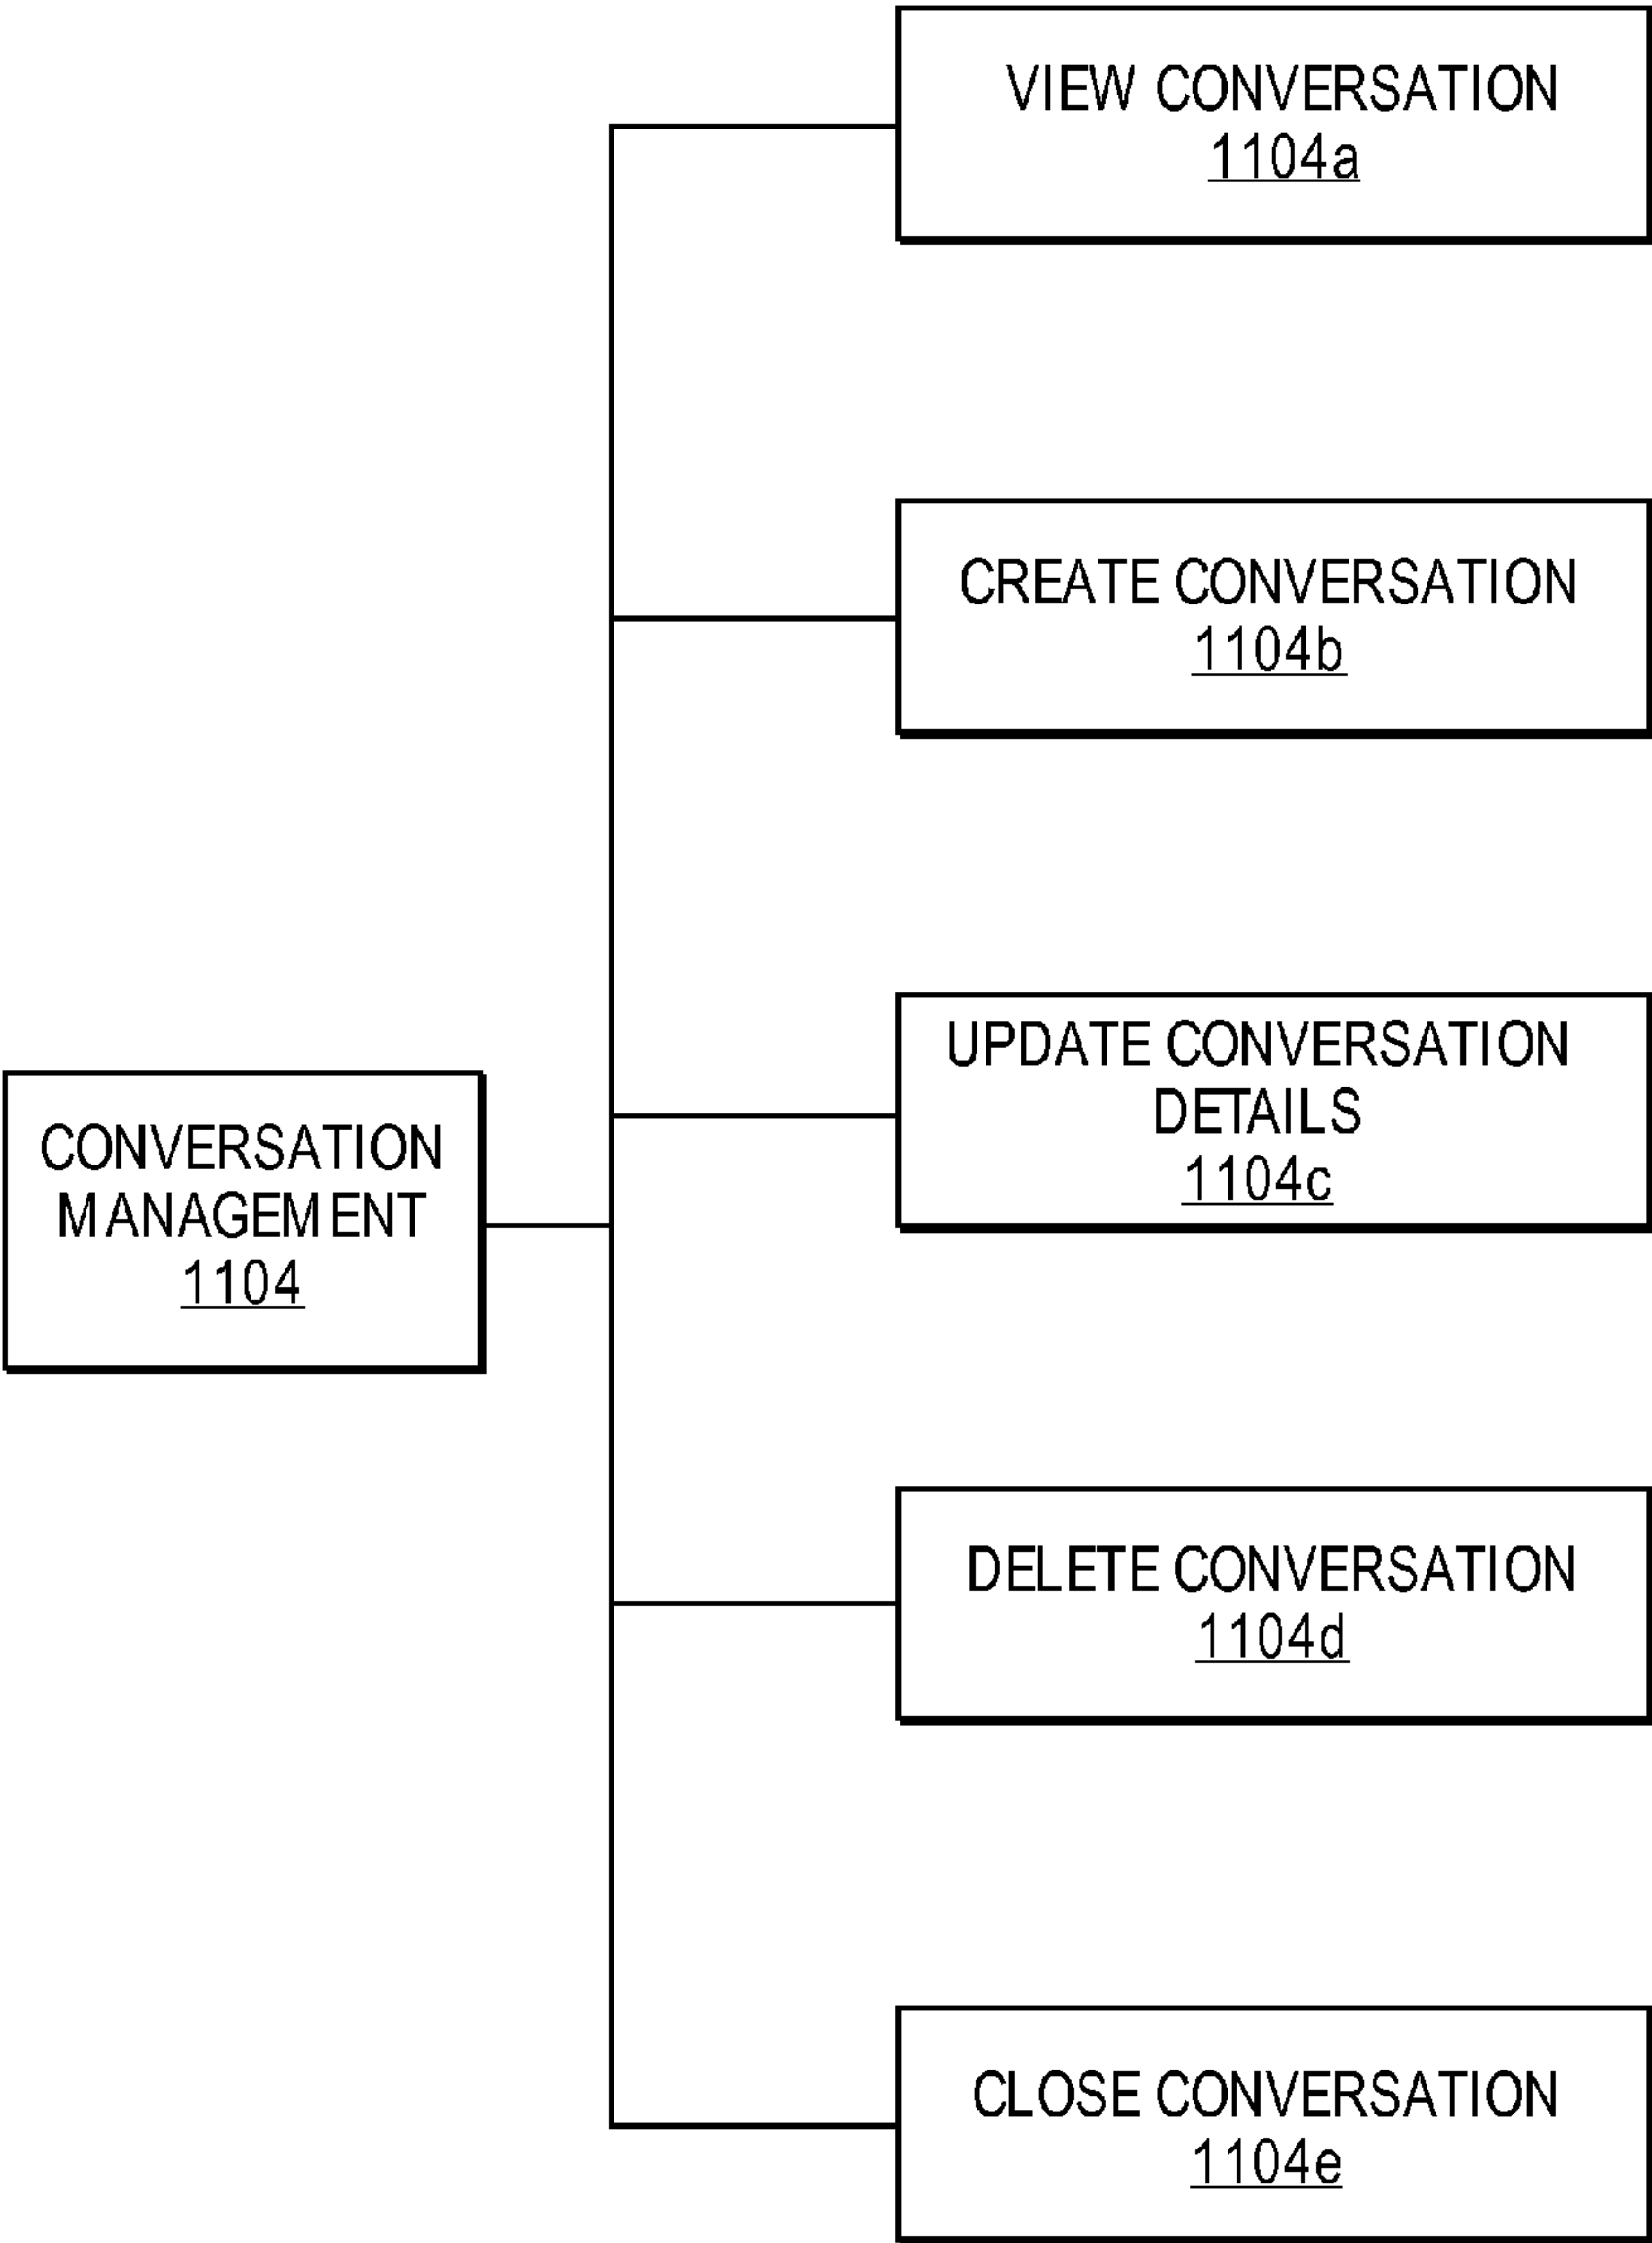 VIEW CONVERSATION
1104a
CREATE CONVERSATION
1104b
UPDATE CONVERSATION
DETAILS
1104c
CONVERSATION
MANAGEMENT
1104
DELETE CONVERSATION
1104d
CLOSE CONVERSATION
1104e